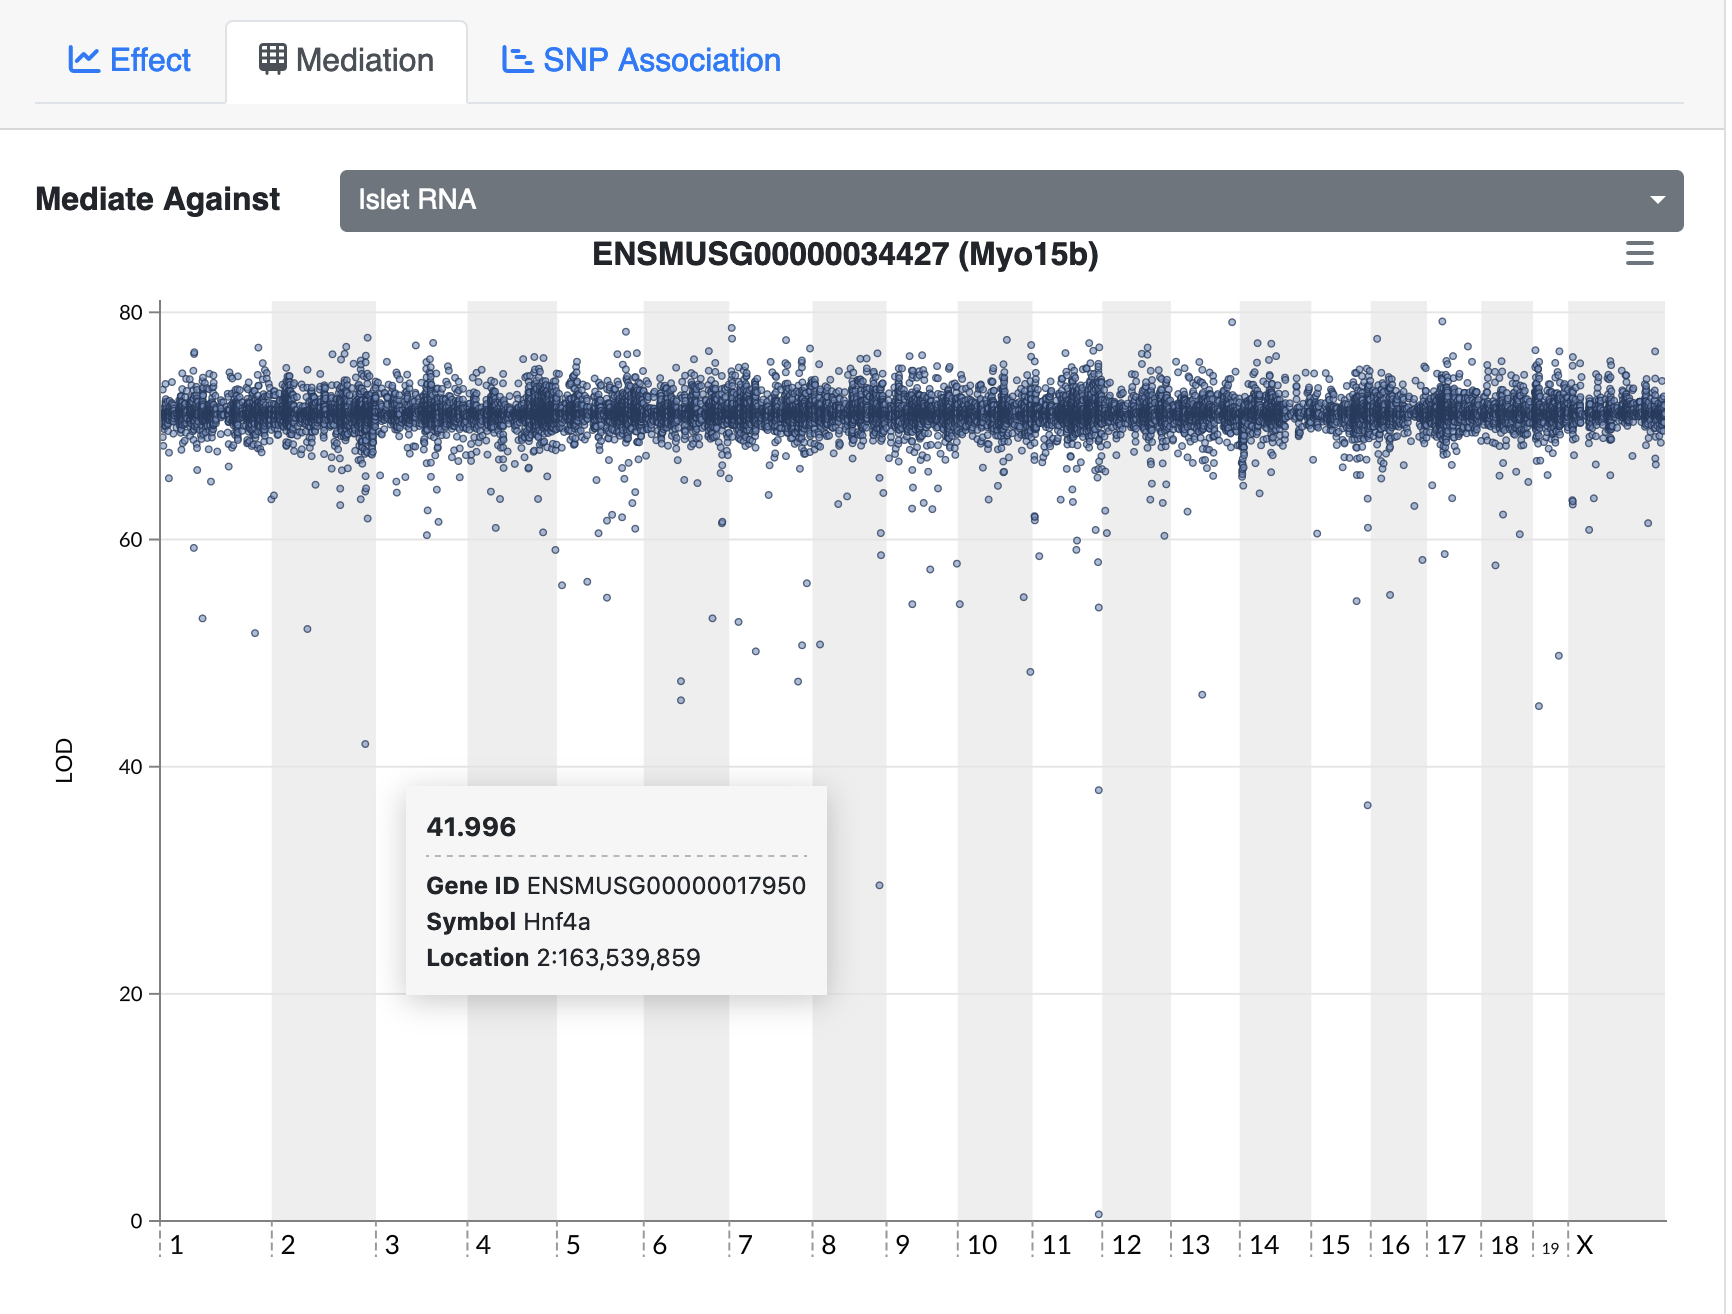 Effect Mediation SNP Association
Mediate Against Islet RNA
ENSMUSG00000034427 (Myo15b)
80
60
40
20
0
LOD
41.996
Gene ID ENSMUSG00000017950
Symbol Hnf4a
Location 2:163,539,859
1 2 3 4 5 6 7 8 9 10 11 12 13 14 15 16 17 18 19 X